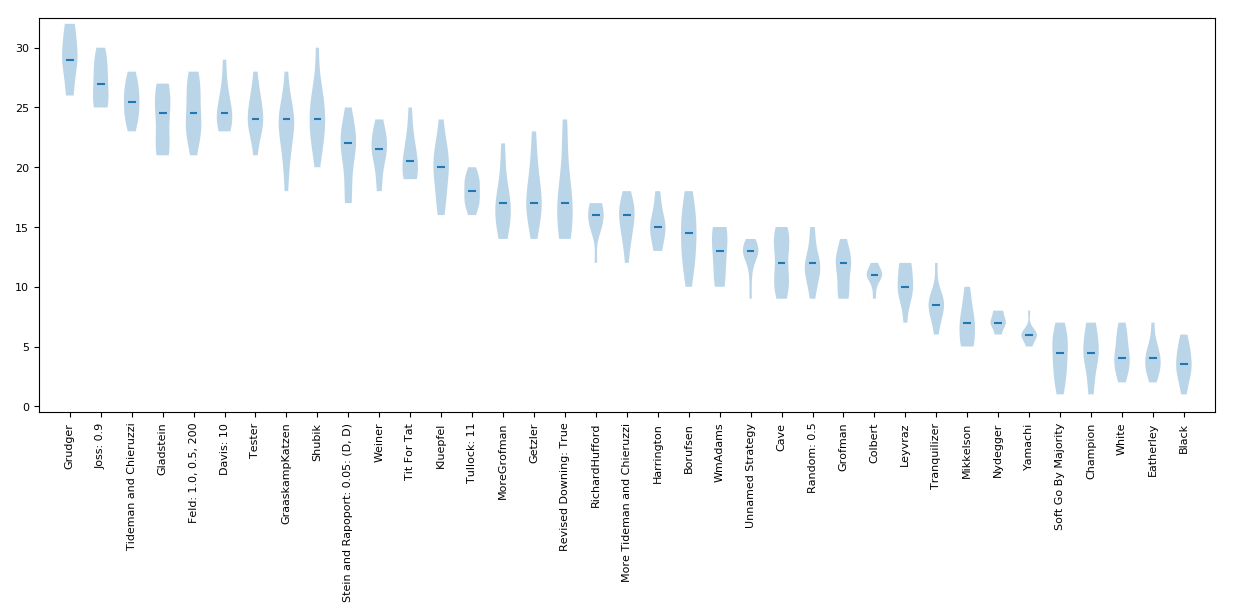 30
25
20
15
10
5
0
Grudger
Joss: 0.9
Tideman and Chieruzzi
Gladstein
Feld: 1.0, 0.5, 200
Davis: 10
Tester
GraaskampKatzen
Shubik
Stein and Rapoport: 0.05: (D, D)
Weiner
Tit For Tat
Kluepfel
Tullock: 11
MoreGrofman
Getzler
Revised Downing: True
RichardHufford
More Tideman and Chieruzzi
Harrington
Borufsen
WmAdams
Unnamed Strategy
Cave
Random: 0.5
Grofman
Colbert
Leyvraz
Tranquilizer
Mikkelson
Nydegger
Yamachi
Soft Go By Majority
Champion
White
Eatherley
Black